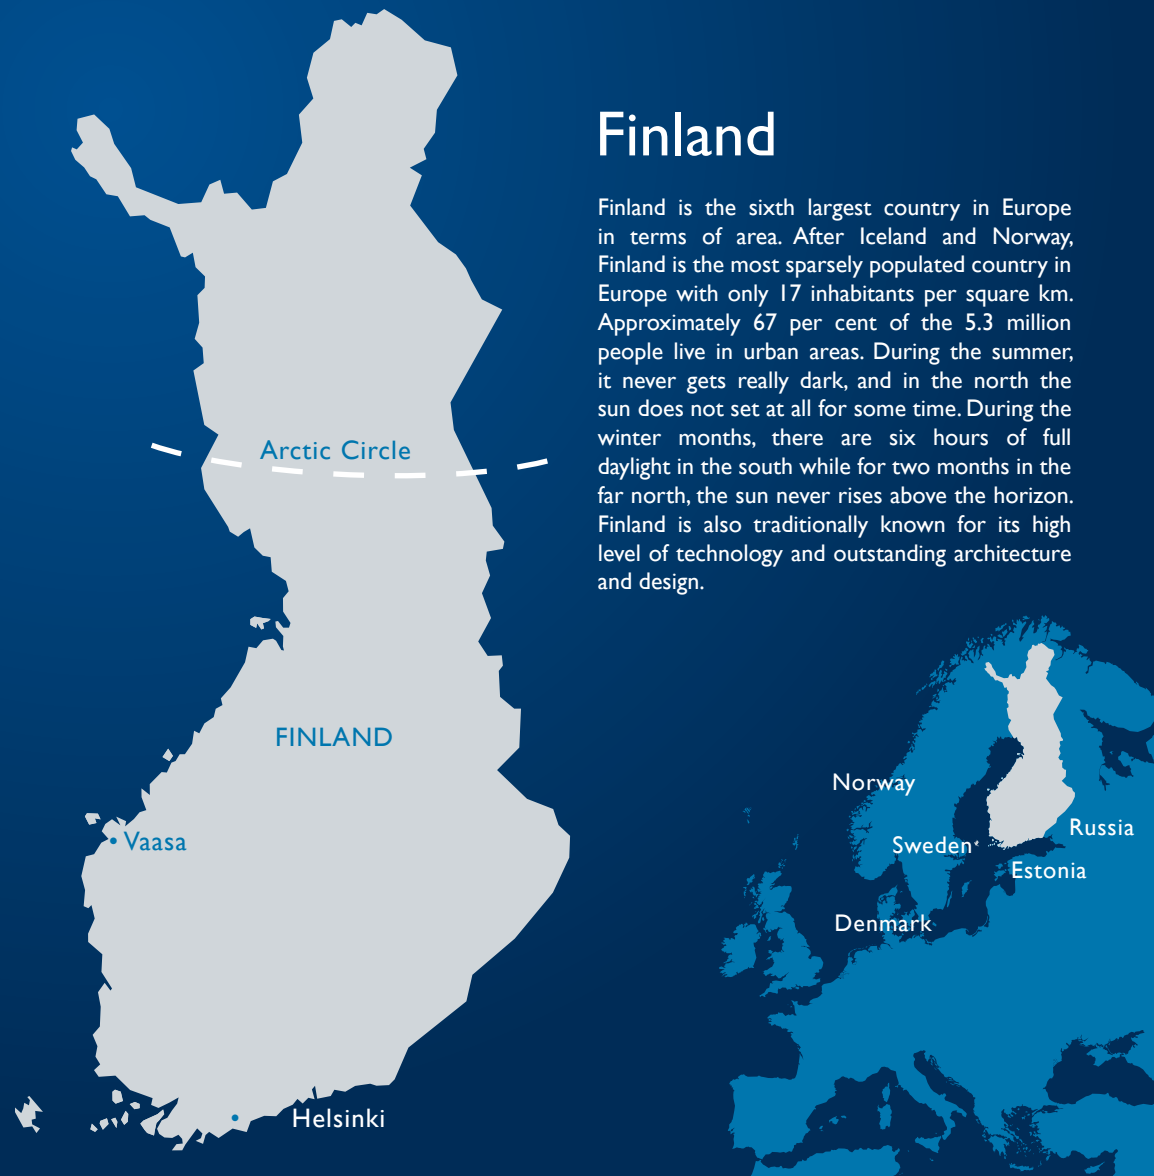 Finland
Finland is the sixth largest country in Europe
in terms of area. After Iceland and Norway,
Finland is the most sparsely populated country in
Europe with only 17 inhabitants per square km.
Approximately 67 per cent of the 5.3 million
people live in urban areas. During the summer,
it never gets really dark, and in the north the
sun does not set at all for some time. During the
winter months, there are six hours of full
daylight in the south while for two months in the
far north, the sun never rises above the horizon.
Finland is also traditionally known for its high
level of technology and outstanding architecture
and design.
Arctic Circle
FINLAND
Vaasa
Helsinki
Norway
Sweden
Russia
Estonia
Denmark